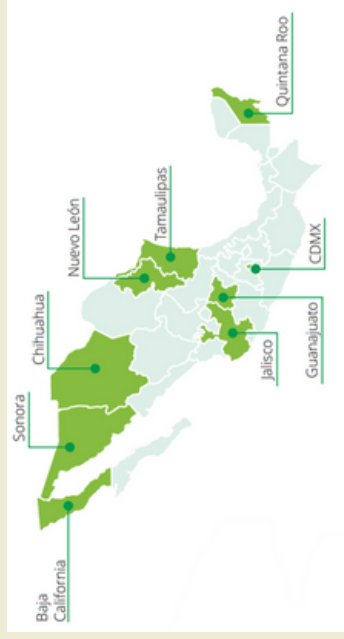 Baja
California
Sonora
Chihuahua
Nuevo León
Tamaulipas
Quintana Roo
Jalisco
Guanajuato
CDMX